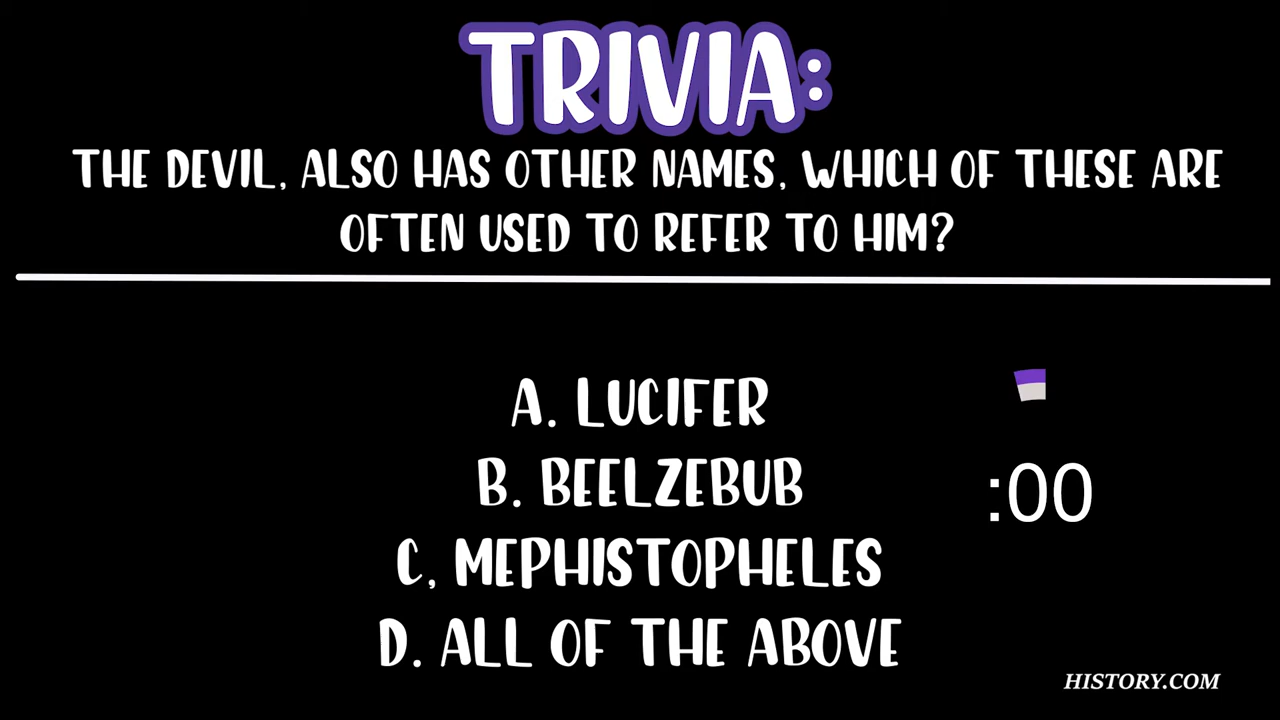 TRIVIA:
THE DEVIL, ALSO HAS OTHER NAMES, WHICH OF THESE ARE
OFTEN USED TO REFER TO HIM?
A. LUCIFER
B. BEELZEBUB
:00
C, MEPHISTOPHELES
D. ALL OF THE ABOVE
HISTORY.COM